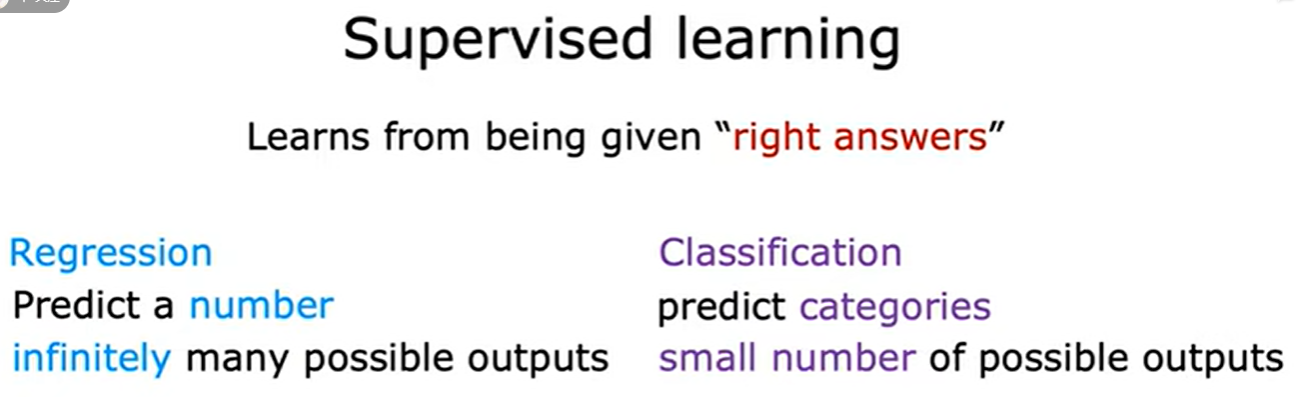 Supervised learning
Learns from being given “right answers”
Regression
Predict a number
infinitely many possible outputs
Classification
predict categories
small number of possible outputs